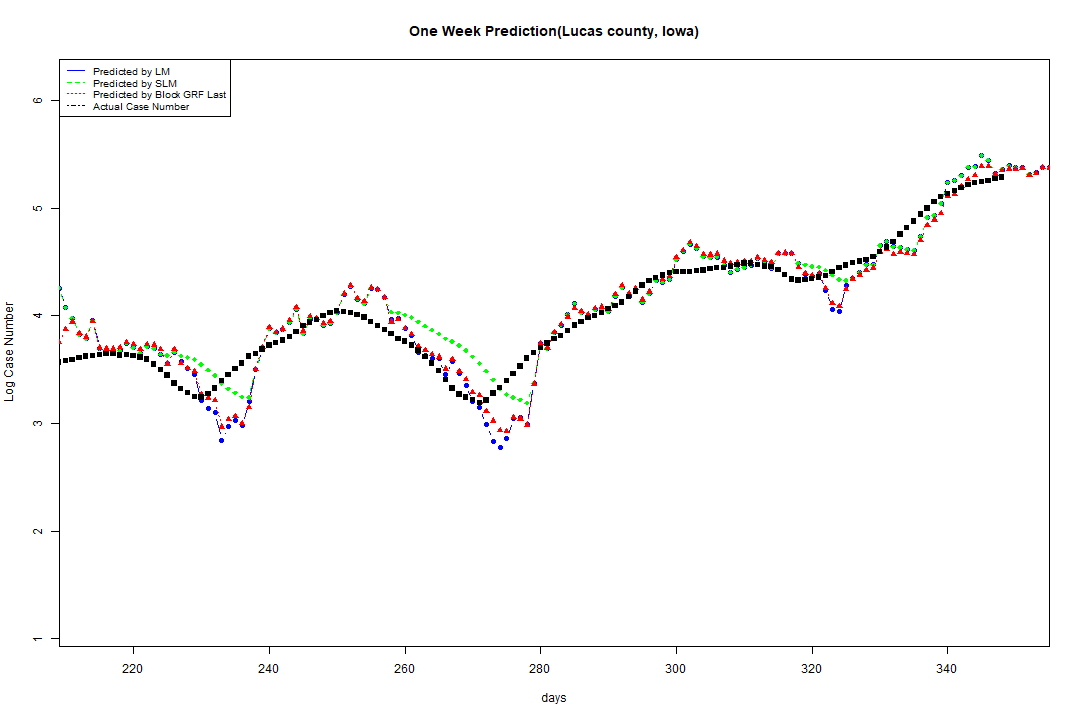 One Week Prediction(Lucas county, Iowa)
Predicted by LM
Predicted by SLM
Predicted by Block GRF Last
Actual Case Number
6
5
4
3
2
1
Log Case Number
220 240 260 280 300 320 340
days